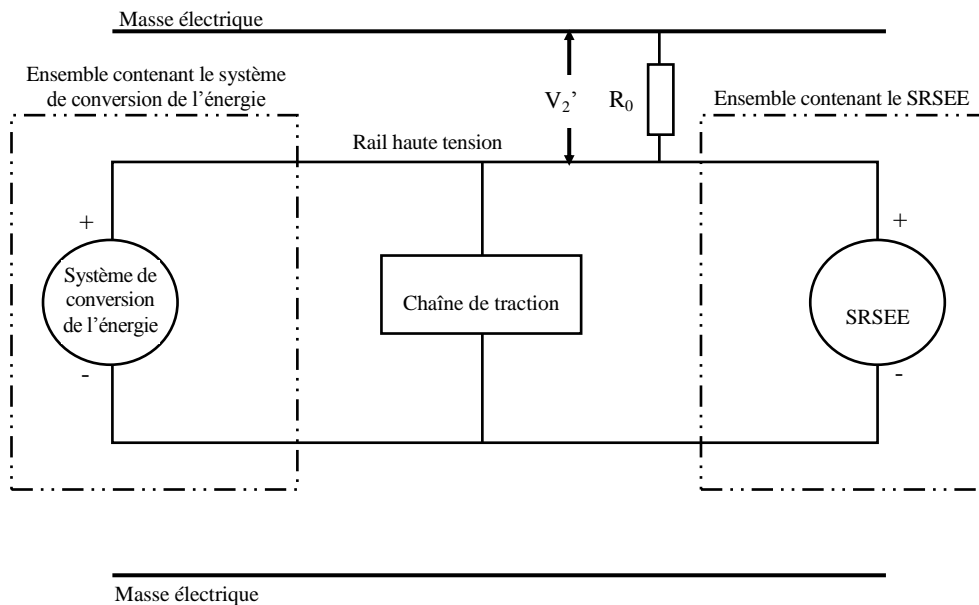 Masse électrique
Ensemble contenant le système
de conversion de l’énergie
V2’
R0
Ensemble contenant le SRSEE
Rail haute tension
+
+
Système de
conversion
de l’énergie
Chaîne de traction
SRSEE
-
-
Masse électrique